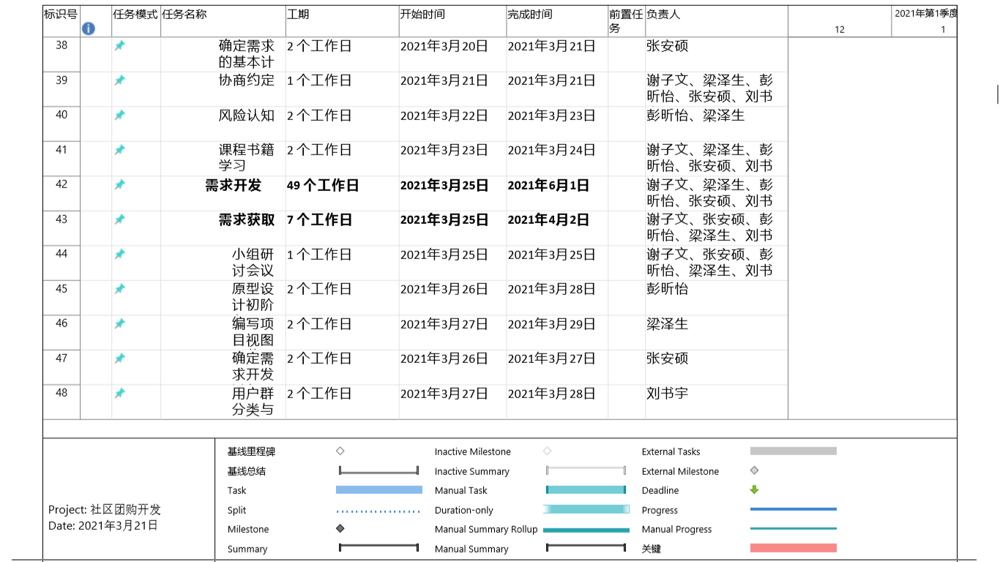 标识号 任务模式 任务名称 工期 开始时间 完成时间 前置任务 负责人 2021年第1季度
12 1
38 确定需求 2 个工作日 2021年3月20日 2021年3月21日 张安硕
的基本计
39 协商约定 1 个工作日 2021年3月21日 2021年3月21日 谢子文、梁泽生、彭
昕怡、张安硕、刘书
40 风险认知 2 个工作日 2021年3月22日 2021年3月23日 彭昕怡、梁泽生
41 课程书籍 2 个工作日 2021年3月23日 2021年3月24日 谢子文、梁泽生、彭
学习 昕怡、张安硕、刘书
42 需求开发 49 个工作日 2021年3月25日 2021年6月1日 谢子文、梁泽生、彭
昕怡、张安硕、刘书
43 需求获取 7 个工作日 2021年3月25日 2021年4月2日 谢子文、张安硕、彭
昕怡、梁泽生、刘书
44 小组研 1 个工作日 2021年3月25日 2021年3月25日 谢子文、张安硕、彭
讨会议 昕怡、梁泽生、刘书
45 原型设 2 个工作日 2021年3月26日 2021年3月28日 彭昕怡
计初阶
46 编写项 2 个工作日 2021年3月27日 2021年3月29日 梁泽生
目视图
47 确定需 2 个工作日 2021年3月26日 2021年3月27日 张安硕
求开发
48 用户群 2 个工作日 2021年3月27日 2021年3月28日 刘书宇
分类与
Project: 社区团购开发
Date: 2021年3月21日
基线里程碑 Inactive Milestone External Tasks
基线总结 Inactive Summary External Milestone
Task Manual Task Deadline
Split Duration-only Progress
Milestone Manual Summary Rollup Manual Progress
Summary Manual Summary 关键